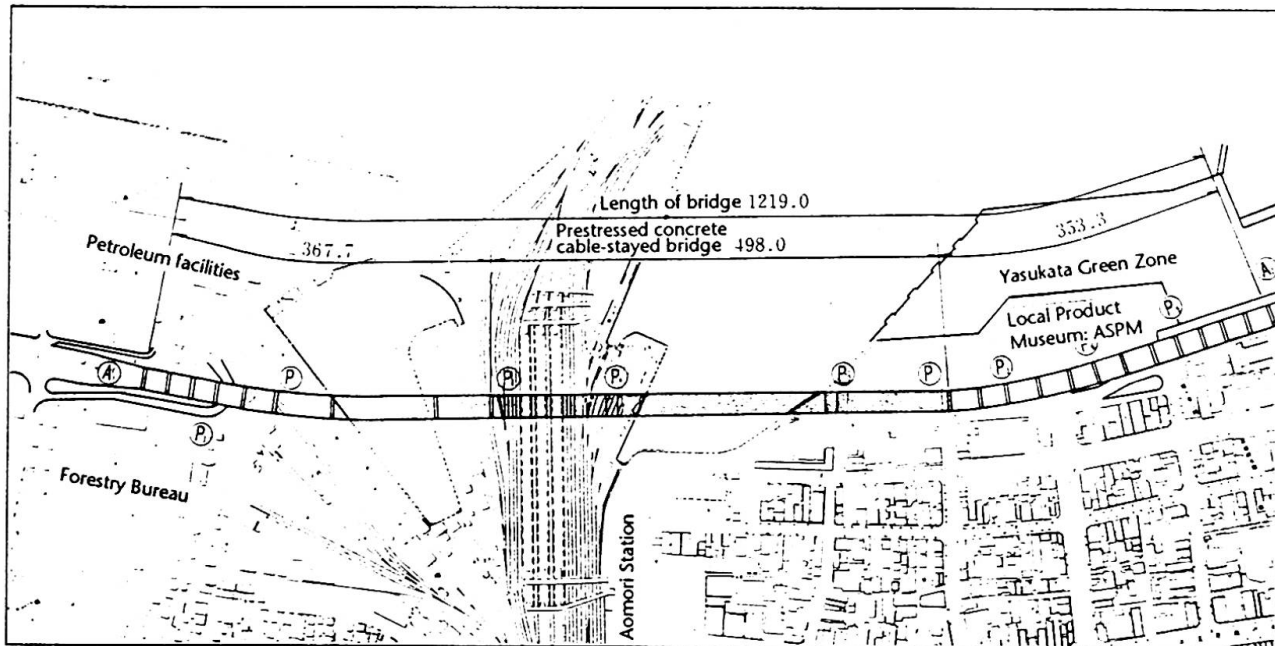 Length of bridge 1219.0
Prestressed concrete
cable-stayed bridge 498.0
367.7
353.3
Petroleum facilities
Yasukata Green Zone
Local Product
Museum: ASPM
A
P
P
P
P
A
Forestry Bureau
Aomori Station